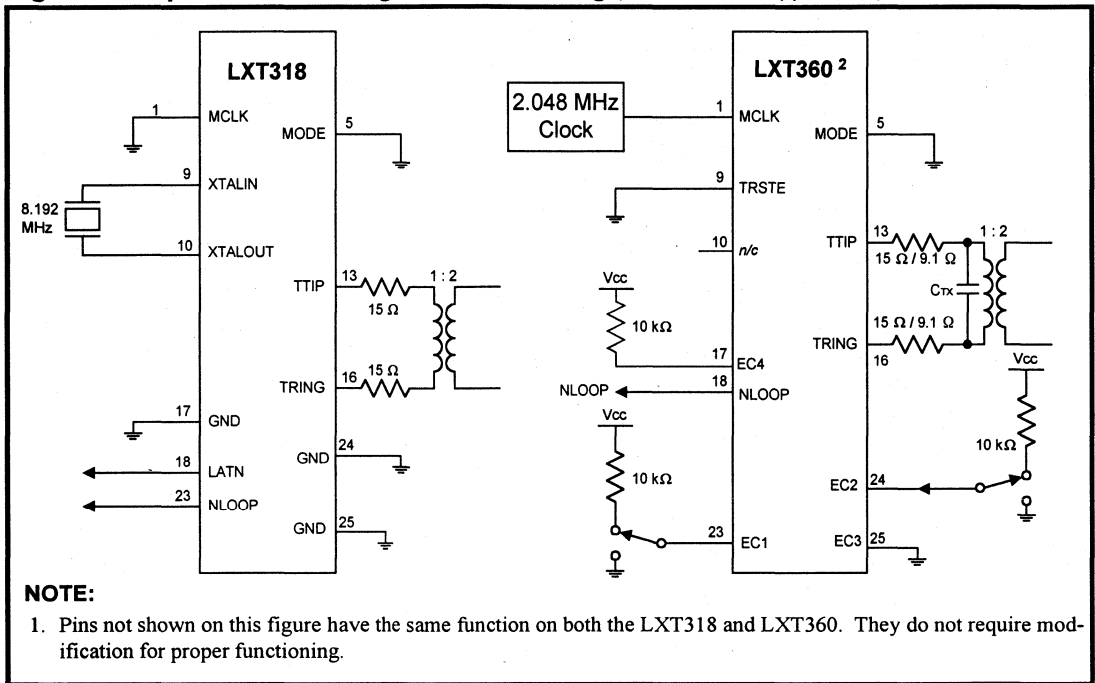 LXT318
1
MCLK
MODE
5
9
XTALIN
8.192
MHz
10
XTALOUT
TTIP
13
1 : 2
15 Ω
TRING
16
15 Ω
17
GND
GND
24
18
LATN
23
NLOOP
GND
25
LXT360 2
2.048 MHz
Clock
1
MCLK
MODE
5
9
TRSTE
10
n/c
TTIP
13
1 : 2
15 Ω / 9.1 Ω
CTX
15 Ω / 9.1 Ω
TRING
16
Vcc
10 kΩ
17
EC4
18
NLOOP
NLOOP
Vcc
10 kΩ
23
EC1
Vcc
10 kΩ
EC2
24
EC3
25
NOTE:
1. Pins not shown on this figure have the same function on both the LXT318 and LXT360. They do not require mod-
ification for proper functioning.